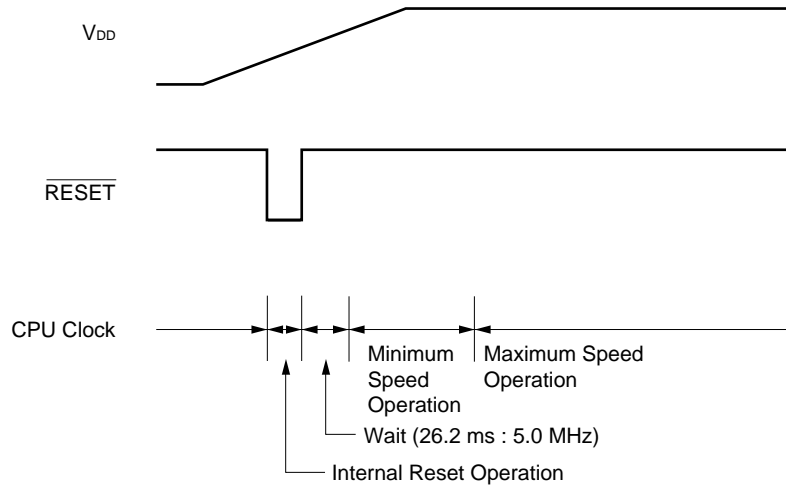 VDD
RESET
CPU Clock
Minimum
Speed
Operation
Maximum Speed
Operation
Wait (26.2 ms : 5.0 MHz)
Internal Reset Operation